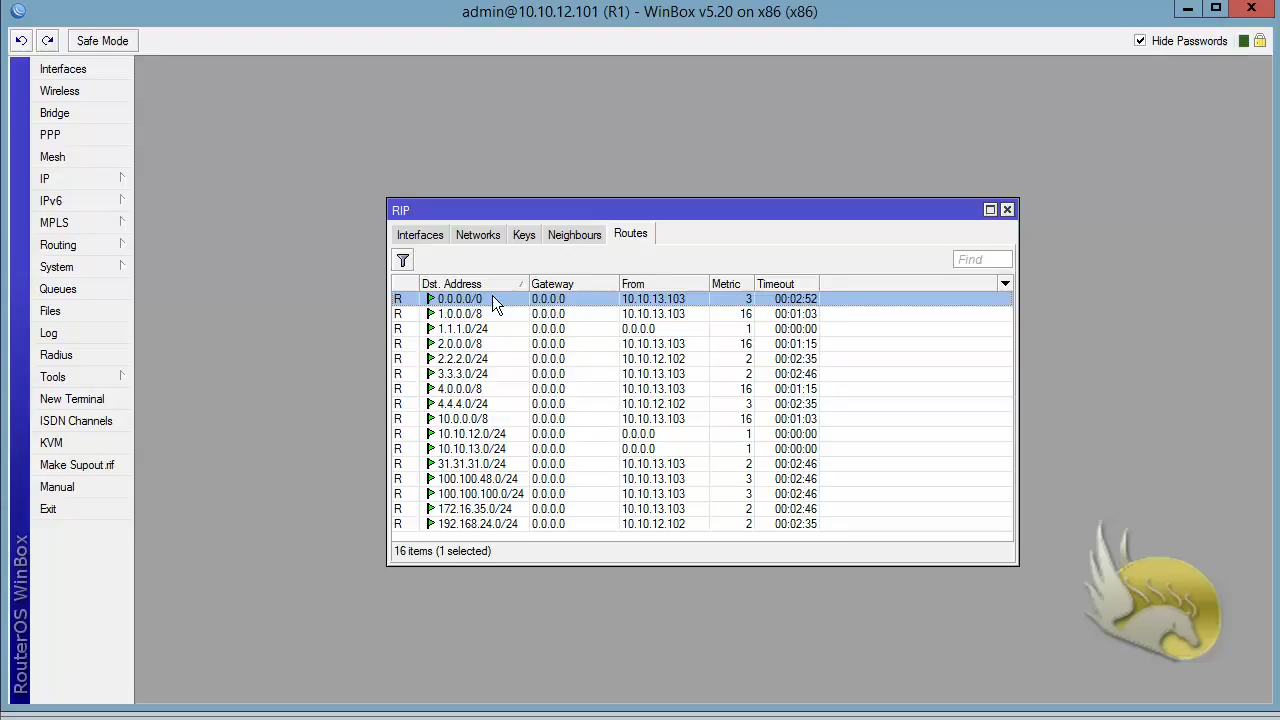 admin@10.10.12.101 (R1) - WinBox v5.20 on x86 (x86)
Safe Mode
Hide Passwords
Interfaces
Wireless
Bridge
PPP
Mesh
IP
IPv6
MPLS
Routing
System
Queues
Files
Log
Radius
Tools
New Terminal
ISDN Channels
KVM
Make Supout.rif
Manual
Exit
RouterOS WinBox
RIP
Interfaces Networks Keys Neighbours Routes
Find
Dst. Address Gateway From Metric Timeout
R 0.0.0.0/0 0.0.0.0 10.10.13.103 3 00:02:52
R 1.0.0.0/8 0.0.0.0 10.10.13.103 16 00:01:03
R 1.1.1.0/24 0.0.0.0 0.0.0.0 1 00:00:00
R 2.0.0.0/8 0.0.0.0 10.10.13.103 16 00:01:15
R 2.2.2.0/24 0.0.0.0 10.10.12.102 2 00:02:35
R 3.3.3.0/24 0.0.0.0 10.10.13.103 2 00:02:46
R 4.0.0.0/8 0.0.0.0 10.10.13.103 16 00:01:15
R 4.4.4.0/24 0.0.0.0 10.10.12.102 3 00:02:35
R 10.0.0.0/8 0.0.0.0 10.10.13.103 16 00:01:03
R 10.10.12.0/24 0.0.0.0 0.0.0.0 1 00:00:00
R 10.10.13.0/24 0.0.0.0 0.0.0.0 1 00:00:00
R 31.31.31.0/24 0.0.0.0 10.10.13.103 2 00:02:46
R 100.100.48.0/24 0.0.0.0 10.10.13.103 3 00:02:46
R 100.100.100.0/24 0.0.0.0 10.10.13.103 3 00:02:46
R 172.16.35.0/24 0.0.0.0 10.10.13.103 2 00:02:46
R 192.168.24.0/24 0.0.0.0 10.10.12.102 2 00:02:35
16 items (1 selected)